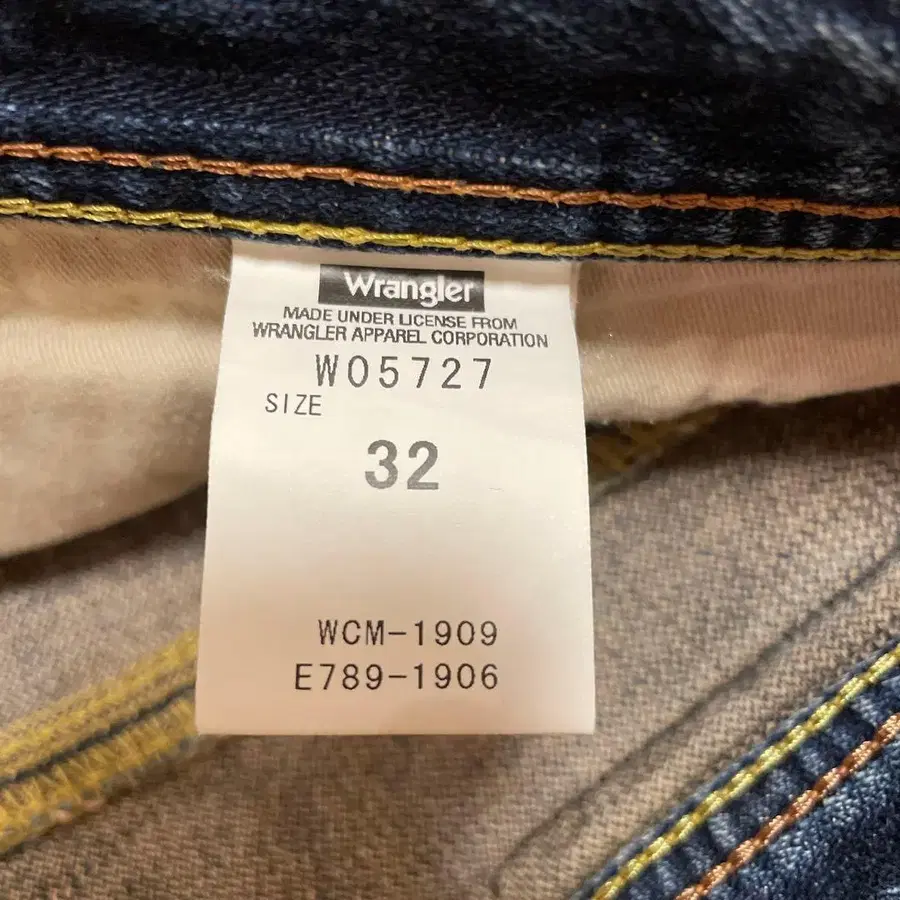 Wrangler
MADE UNDER LICENSE FROM
WRANGLER APPAREL CORPORATION
W05727
SIZE
32
WCM-1909
E789-1906